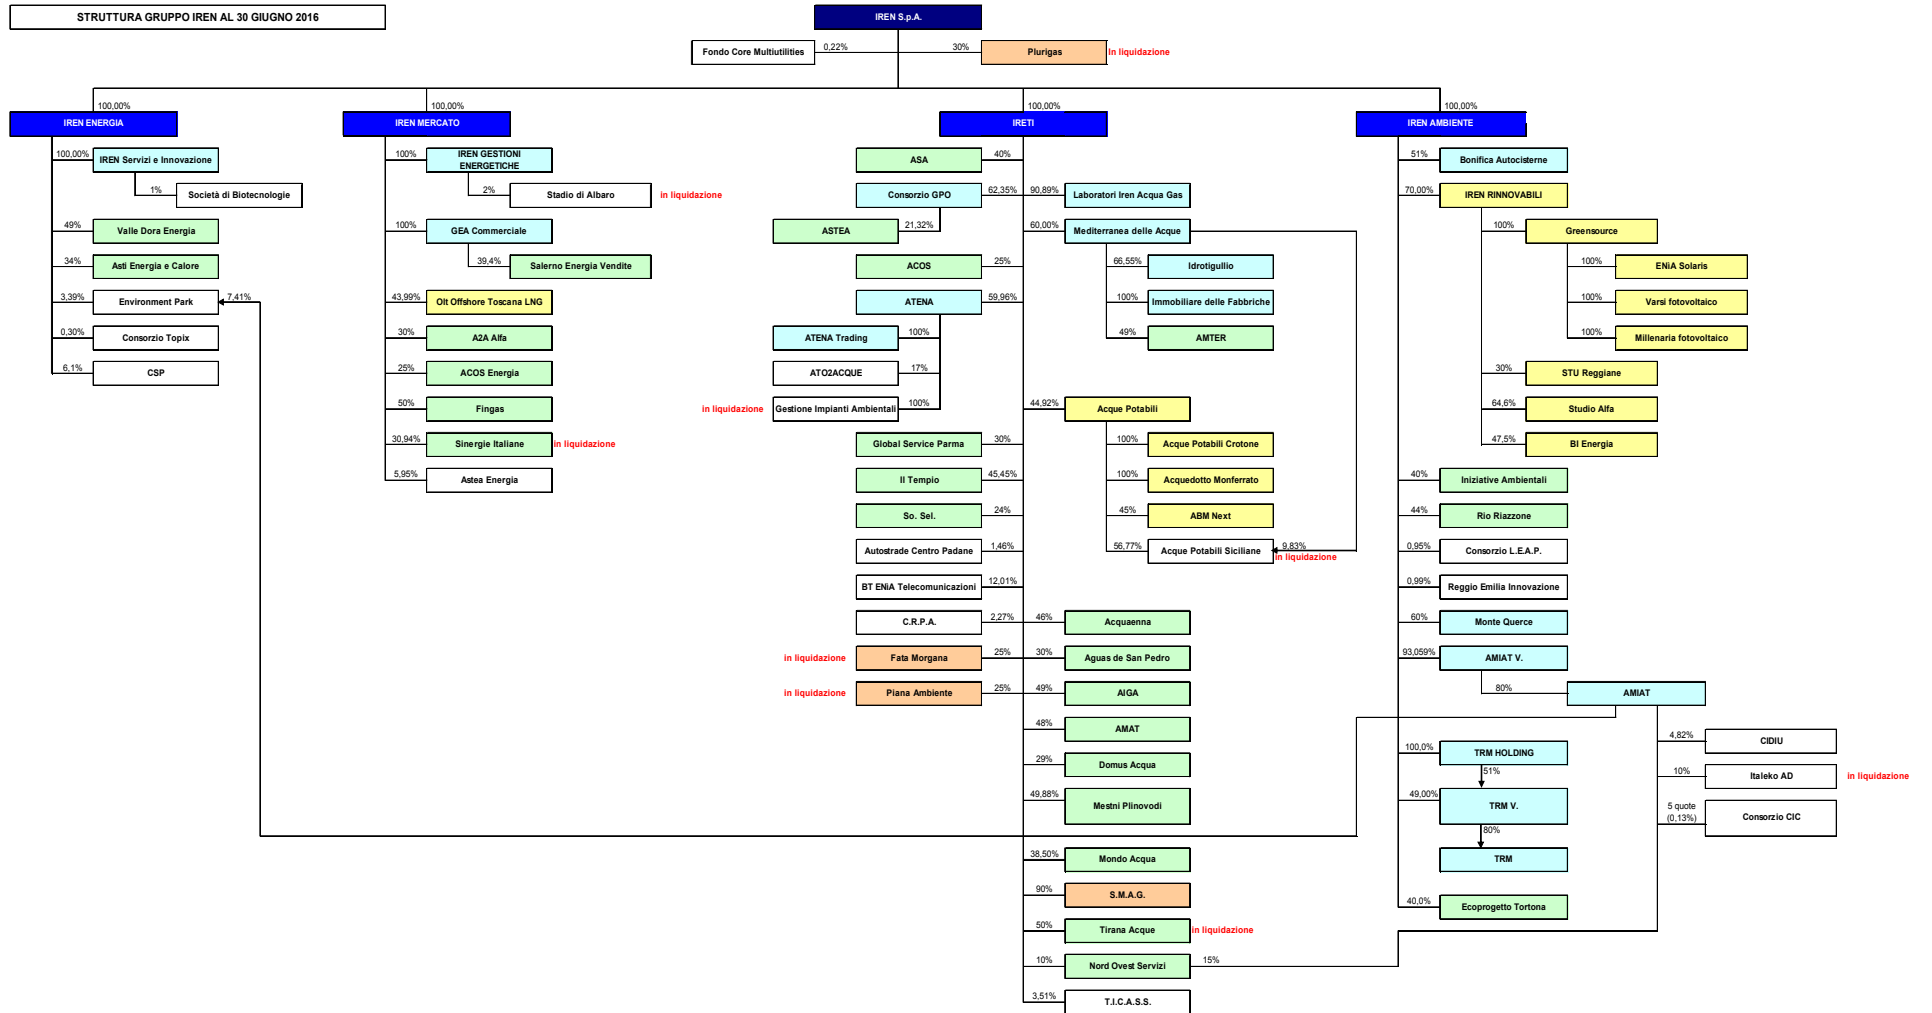 STRUTTURA GRUPPO IREN AL 30 GIUGNO 2016
IREN S.p.A.
Fondo Core Multiutilities
0,22%
30%
Plurigas
In liquidazione
100,00%
IREN ENERGIA
100,00%
IREN Servizi e Innovazione
1%
Società di Biotecnologie
49%
Valle Dora Energia
34%
Asti Energia e Calore
3,39%
Environment Park
7,41%
0,30%
Consorzio Topix
6,1%
CSP
100,00%
IREN MERCATO
100%
IREN GESTIONI
ENERGETICHE
2%
Stadio di Albaro
in liquidazione
100%
GEA Commerciale
39,4%
Salerno Energia Vendite
43,99%
Olt Offshore Toscana LNG
30%
A2A Alfa
25%
ACOS Energia
50%
Fingas
30,94%
Sinergie Italiane
in liquidazione
5,95%
Astea Energia
100,00%
IRETI
ASA
40%
Consorzio GPO
62,35%
90,89%
Laboratori Iren Acqua Gas
ASTEA
21,32%
60,00%
Mediterranea delle Acque
ACOS
25%
66,55%
Idrotigullio
ATENA
59,96%
100%
Immobiliare delle Fabbriche
ATENA Trading
100%
49%
AMTER
ATO2ACQUE
17%
in liquidazione
Gestione Impianti Ambientali
100%
44,92%
Acque Potabili
Global Service Parma
30%
100%
Acque Potabili Crotone
Il Tempio
45,45%
100%
Acquedotto Monferrato
So. Sel.
24%
45%
ABM Next
Autostrade Centro Padane
1,46%
56,77%
Acque Potabili Siciliane
9,83%
in liquidazione
BT ENìA Telecomunicazioni
12,01%
C.R.P.A.
2,27%
46%
Acquaenna
in liquidazione
Fata Morgana
25%
30%
Aguas de San Pedro
in liquidazione
Piana Ambiente
25%
49%
AIGA
48%
AMAT
29%
Domus Acqua
49,88%
Mestni Plinovodi
38,50%
Mondo Acqua
90%
S.M.A.G.
50%
Tirana Acque
in liquidazione
10%
Nord Ovest Servizi
15%
3,51%
T.I.C.A.S.S.
100,00%
IREN AMBIENTE
51%
Bonifica Autocisterne
70,00%
IREN RINNOVABILI
100%
Greensource
100%
ENìA Solaris
100%
Varsi fotovoltaico
100%
Millenaria fotovoltaico
30%
STU Reggiane
64,6%
Studio Alfa
47,5%
BI Energia
40%
Iniziative Ambientali
44%
Rio Riazzone
0,95%
Consorzio L.E.A.P.
0,99%
Reggio Emilia Innovazione
60%
Monte Querce
93,059%
AMIAT V.
80%
AMIAT
4,82%
CIDIU
10%
Italeko AD
in liquidazione
5 quote
(0,13%)
Consorzio CIC
100,0%
TRM HOLDING
51%
49,00%
TRM V.
80%
TRM
40,0%
Ecoprogetto Tortona